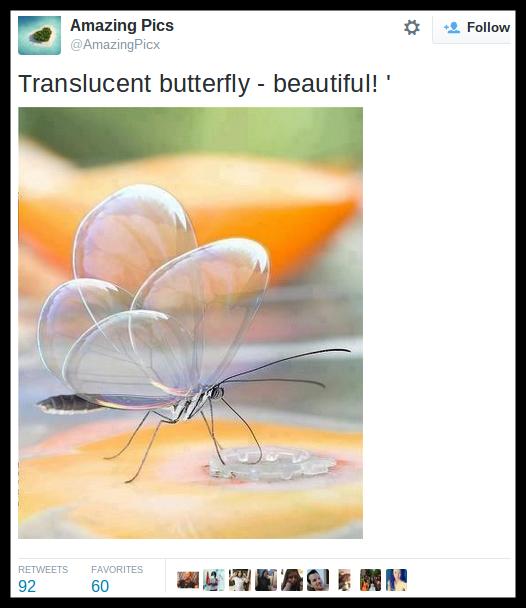 Amazing Pics
@AmazingPicx
Follow
Translucent butterfly - beautiful! '
RETWEETS
FAVORITES
92
60